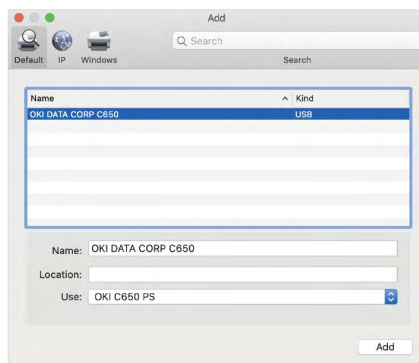 Add
Search
Default IP Windows Search
Name Kind
OKI DATA CORP C650 USB
Name: OKI DATA CORP C650
Location:
Use: OKI C650 PS
Add